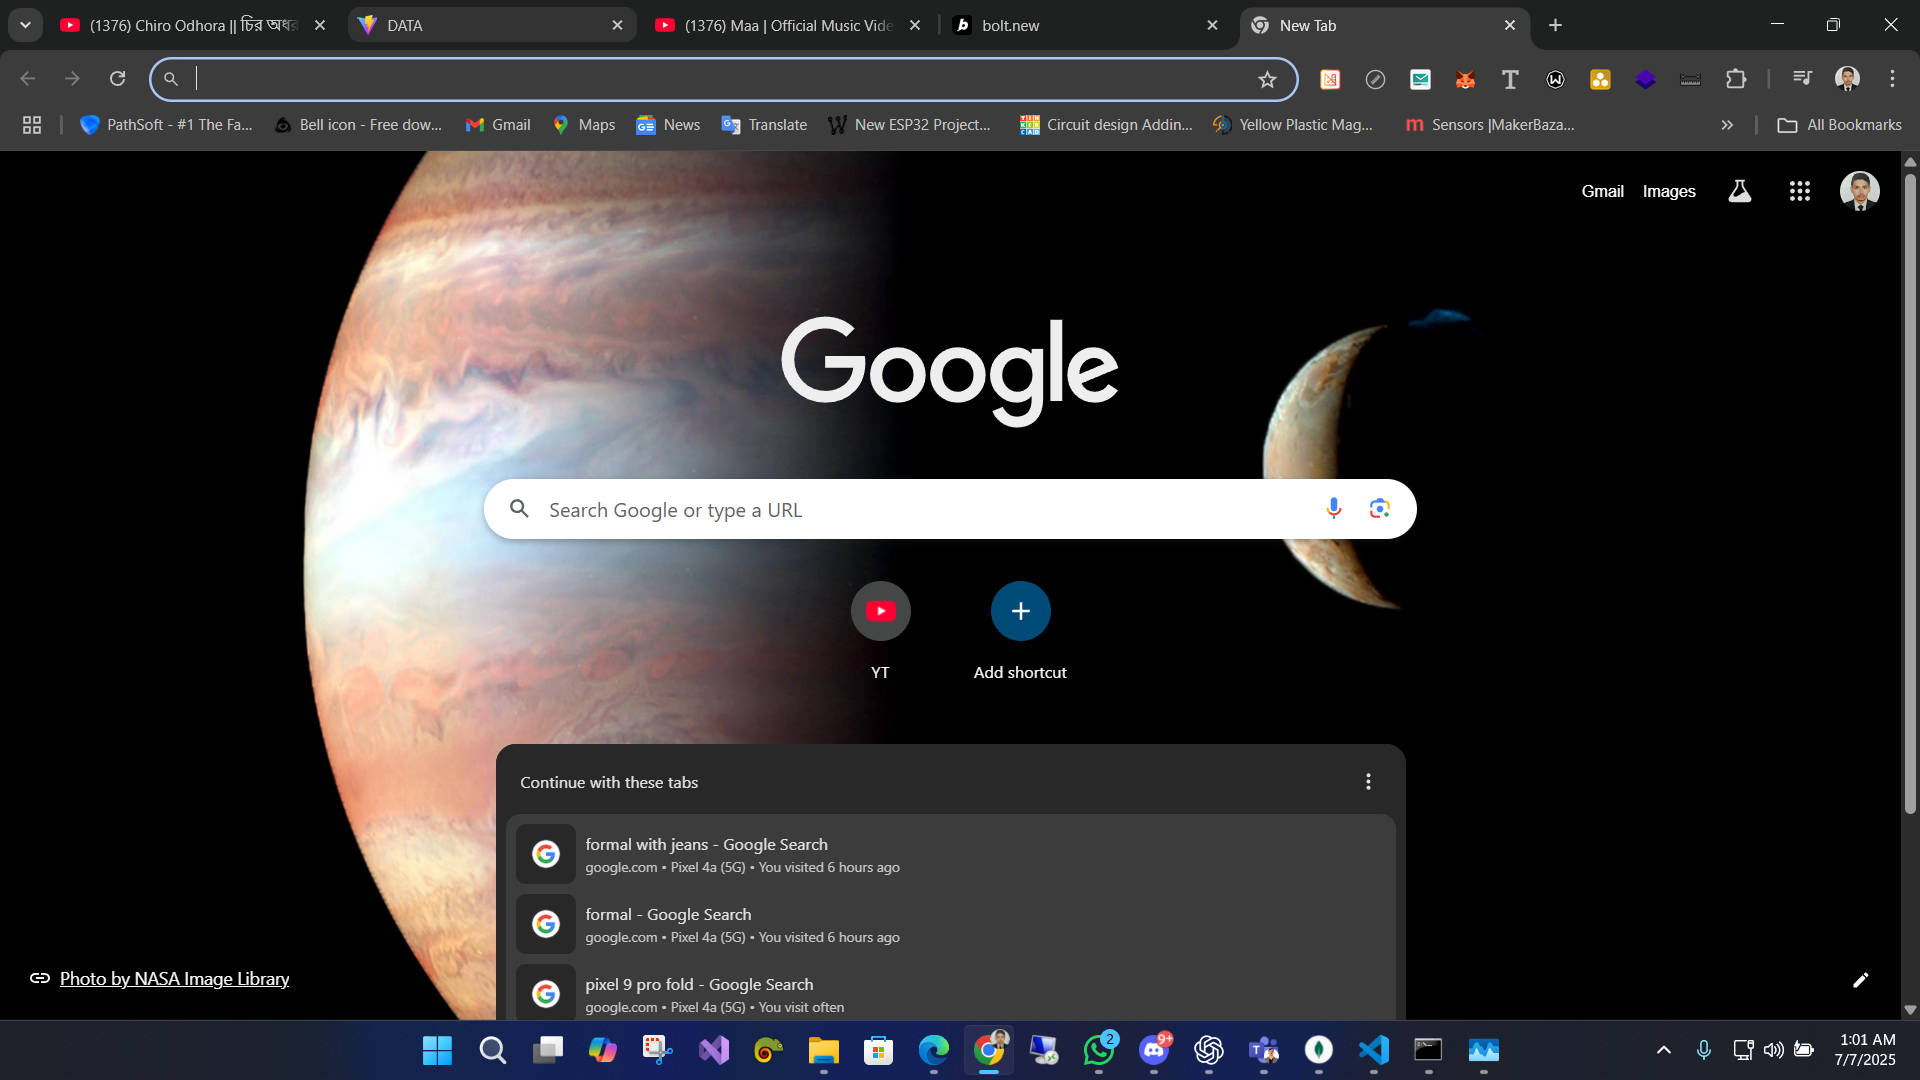 (1376) Chiro Odhora || চির অধর
DATA
(1376) Maa | Official Music Vide
bolt.new
New Tab
PathSoft - #1 The Fa...
Bell icon - Free dow...
Gmail
Maps
News
Translate
New ESP32 Project...
Circuit design Addin...
Yellow Plastic Mag...
Sensors |MakerBaza...
All Bookmarks
Gmail
Images
Google
Search Google or type a URL
YT
Add shortcut
Continue with these tabs
formal with jeans - Google Search
google.com • Pixel 4a (5G) • You visited 6 hours ago
formal - Google Search
google.com • Pixel 4a (5G) • You visited 6 hours ago
pixel 9 pro fold - Google Search
google.com • Pixel 4a (5G) • You visit often
Photo by NASA Image Library
2
9+
1:01 AM
7/7/2025